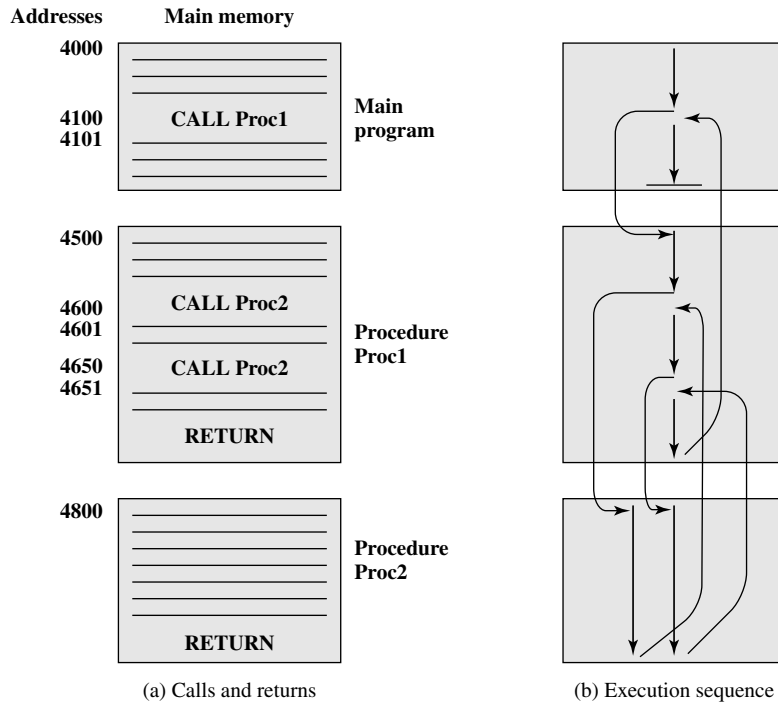 Addresses Main memory
4000
4100 CALL Proc1
4101
Main
program
4500
4600 CALL Proc2
4601
4650 CALL Proc2
4651
RETURN
Procedure
Proc1
4800
Procedure
Proc2
RETURN
(a) Calls and returns
(b) Execution sequence